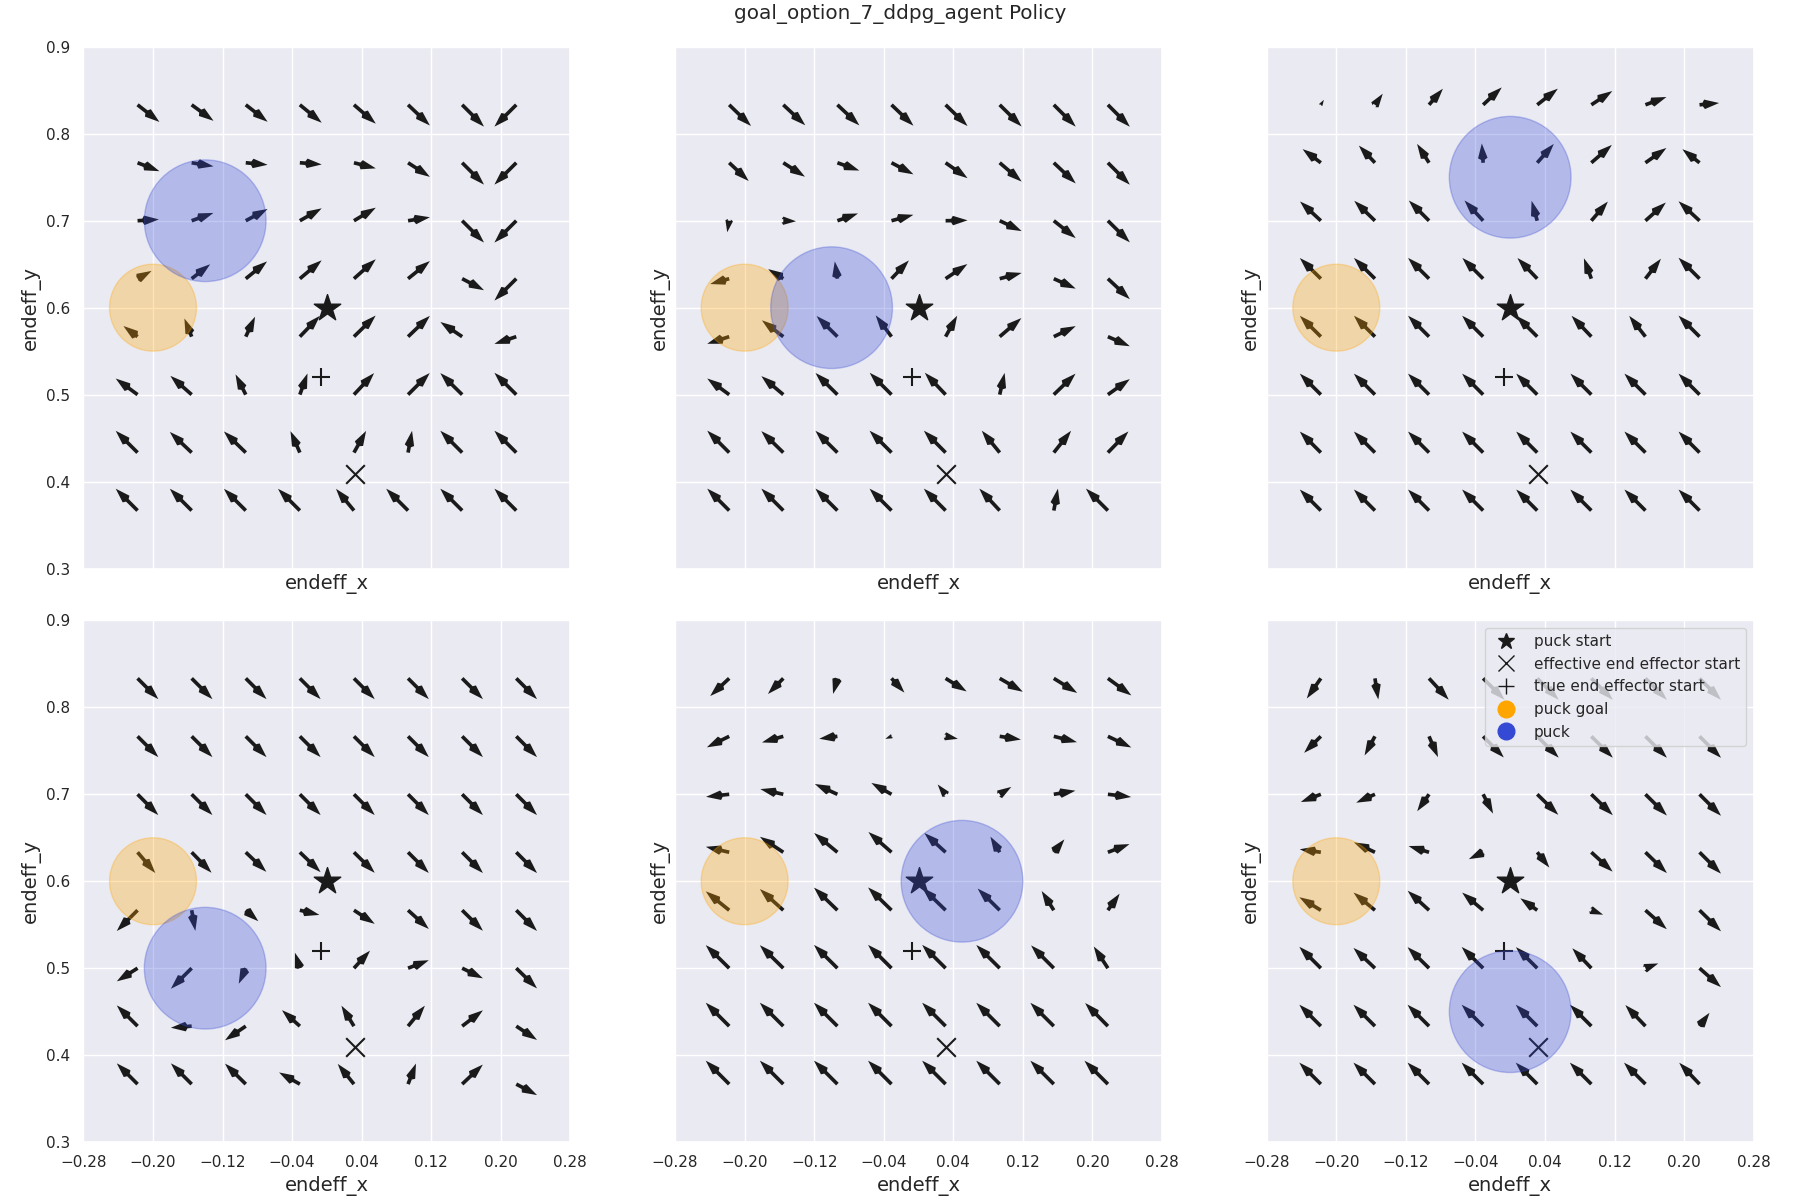 goal_option_7_ddpg_agent Policy
0.9
0.8
0.7
0.6
0.5
0.4
0.3
endeff_y
endeff_x
endeff_y
endeff_x
endeff_y
endeff_x
0.9
0.8
0.7
0.6
0.5
0.4
0.3
endeff_y
−0.28 −0.20 −0.12 −0.04 0.04 0.12 0.20 0.28
endeff_x
endeff_y
−0.28 −0.20 −0.12 −0.04 0.04 0.12 0.20 0.28
endeff_x
puck start
effective end effector start
true end effector start
puck goal
puck
endeff_y
−0.28 −0.20 −0.12 −0.04 0.04 0.12 0.20 0.28
endeff_x